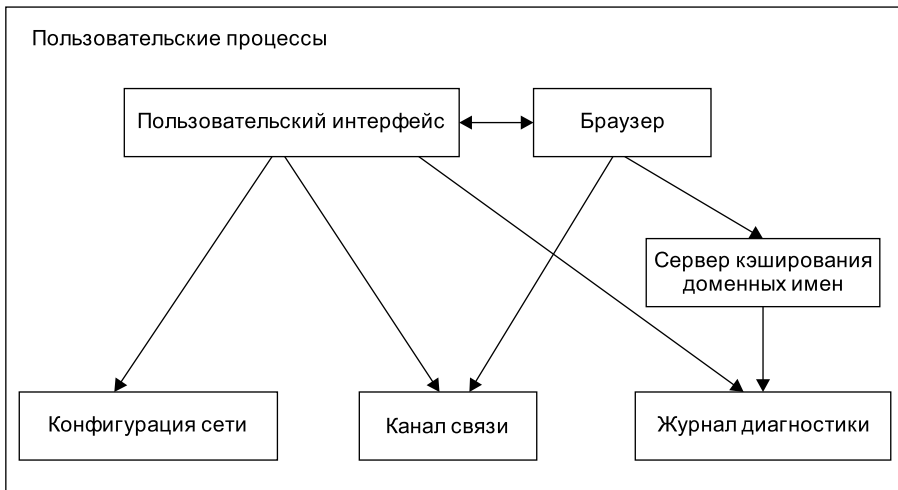 Пользовательские процессы
Пользовательский интерфейс
Браузер
Сервер кэширования
доменных имен
Конфигурация сети
Канал связи
Журнал диагностики